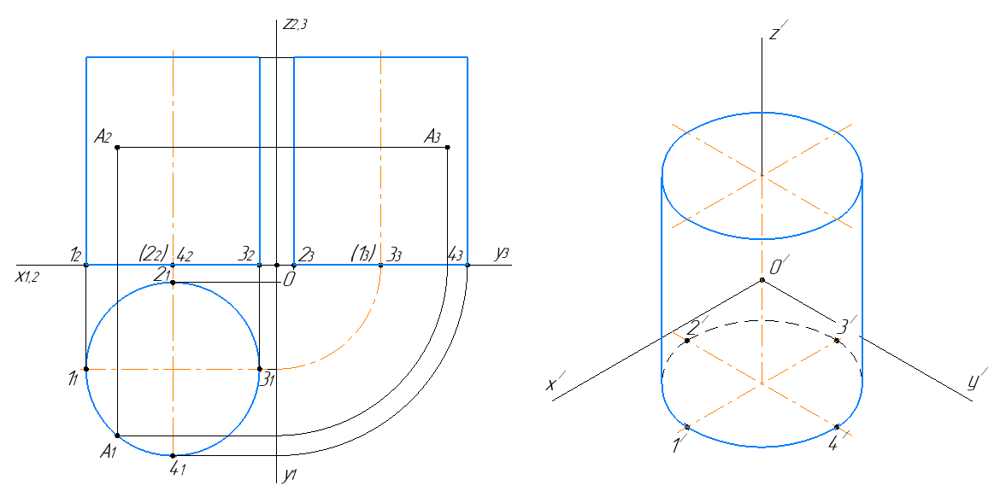 z2,3
z′
A2
A3
12
(22)
42
32
23
(13)
33
43
y3
x1,2
21
0
0′
11
31
2′
3′
x′
y′
A1
41
y1
1′
4′